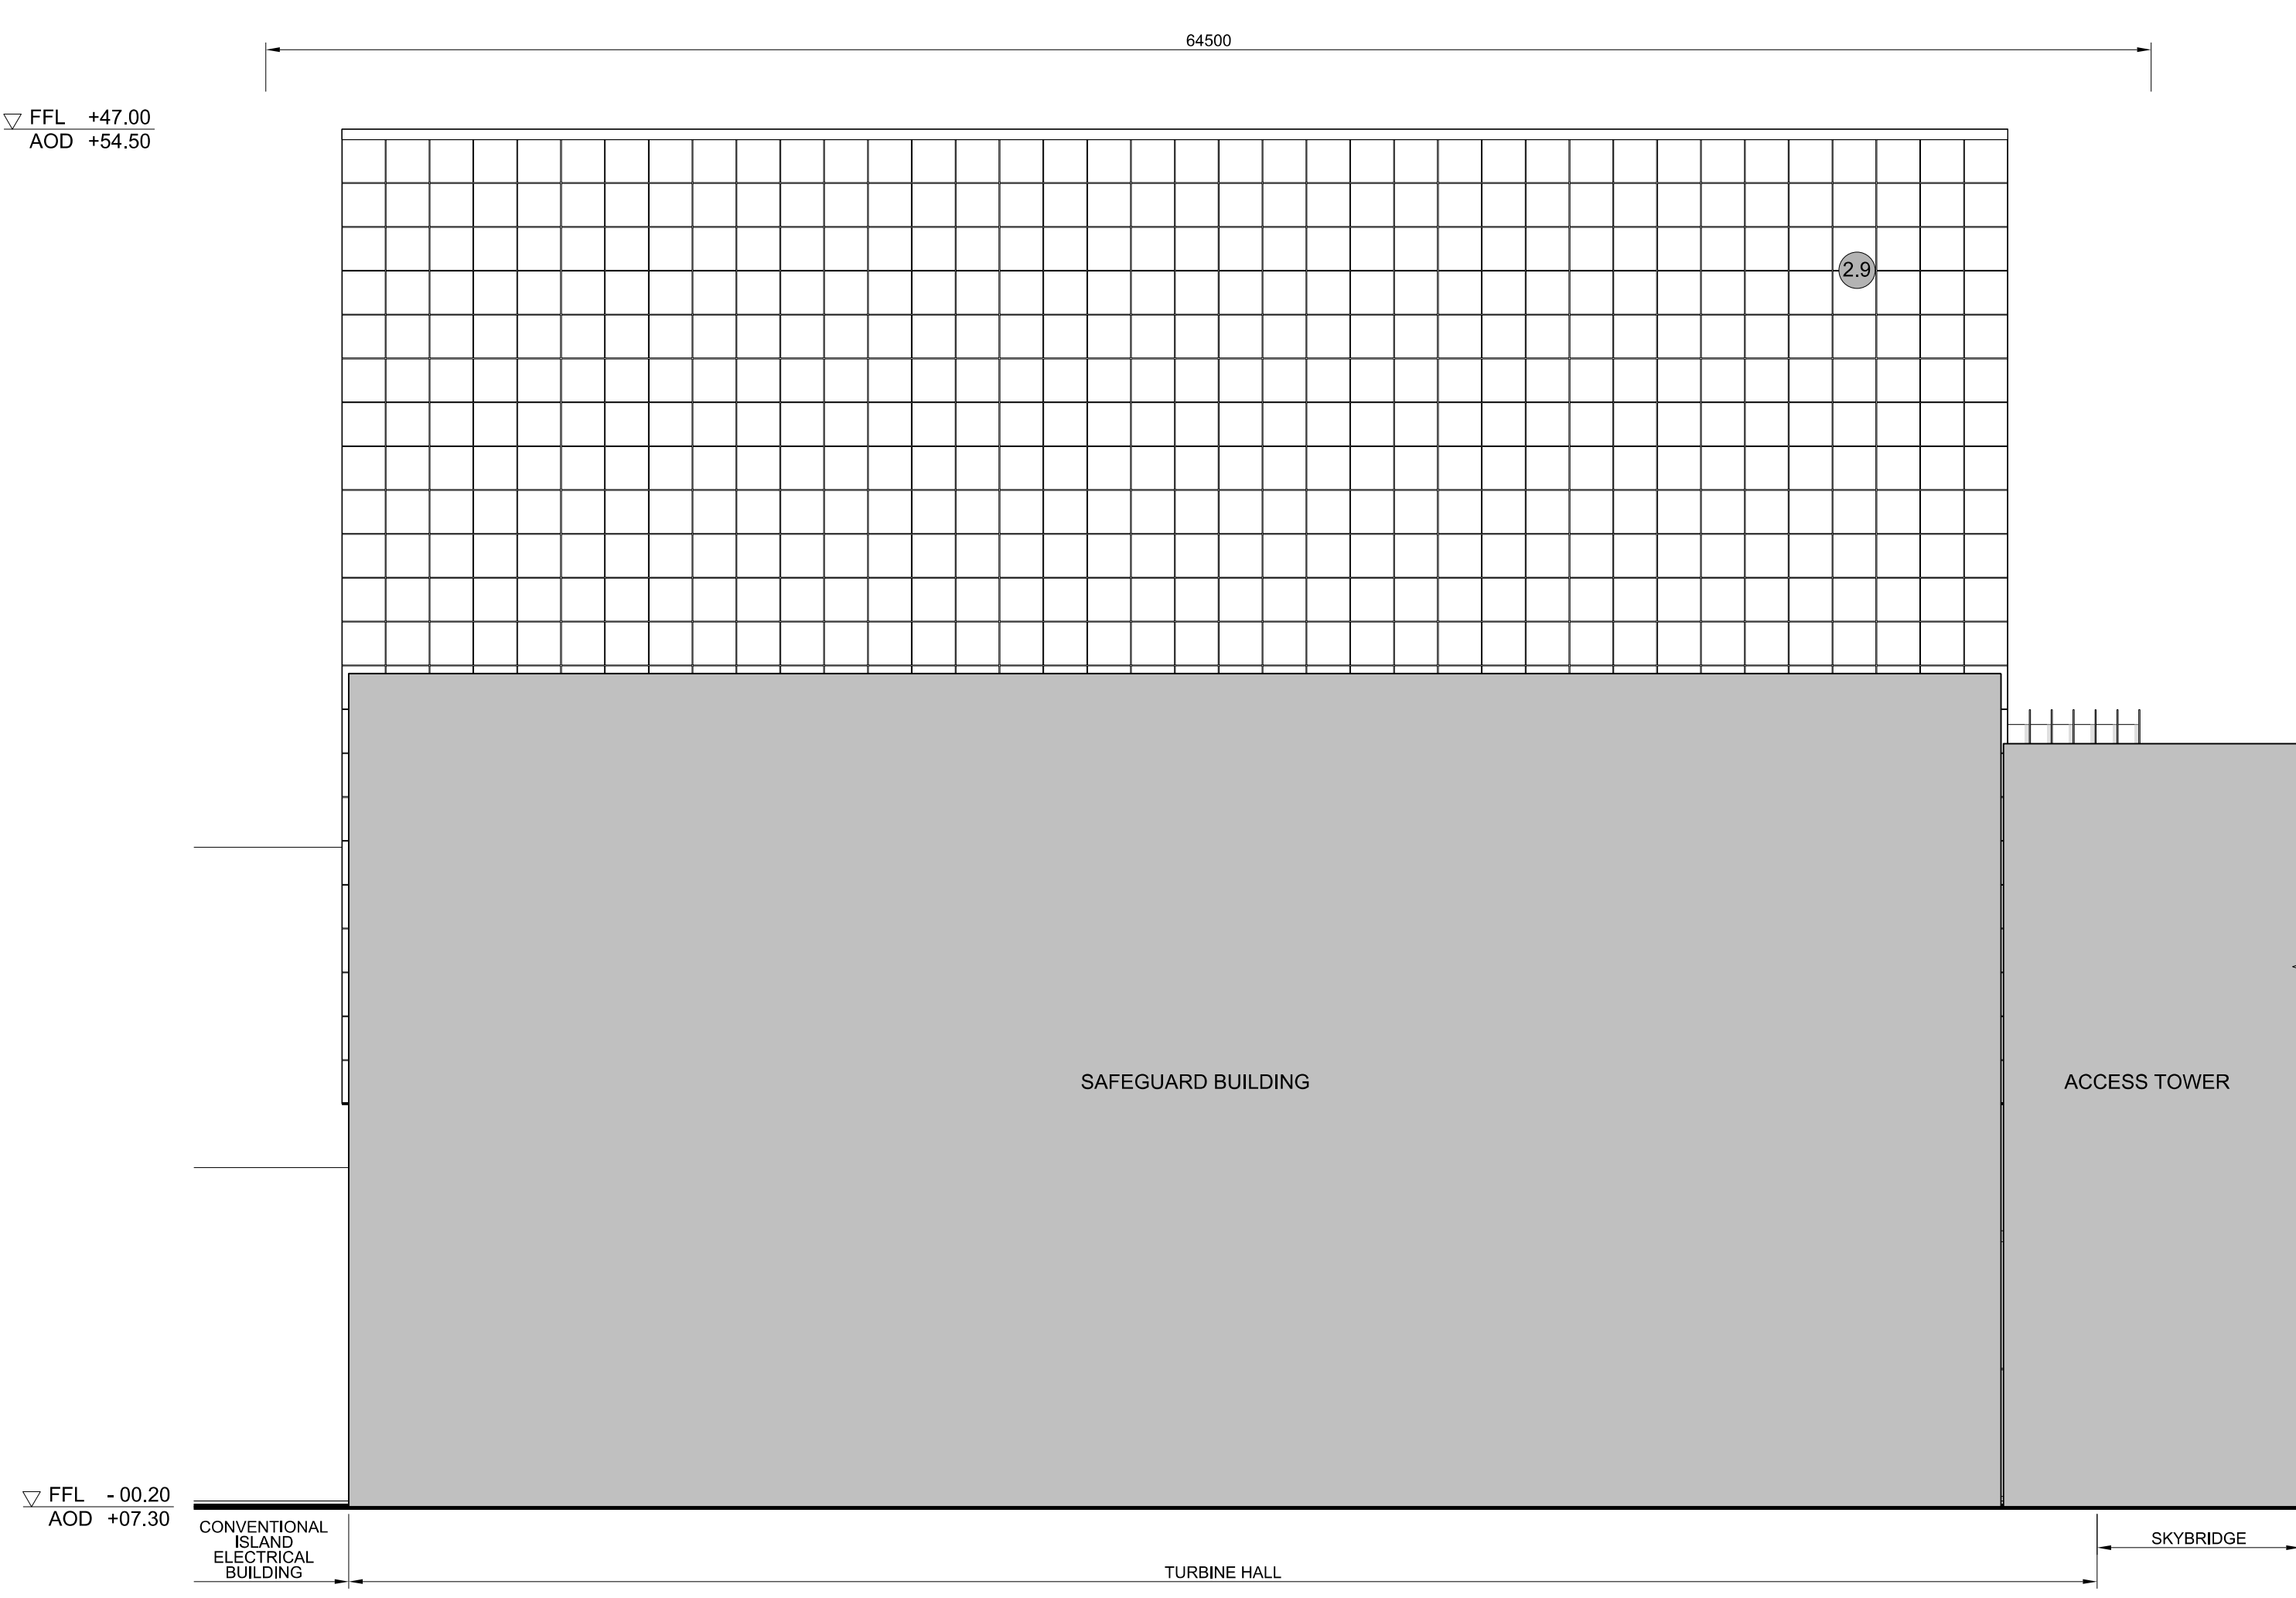 64500
FFL +47.00
AOD +54.50
2.9
SAFEGUARD BUILDING
ACCESS TOWER
FFL - 00.20
AOD +07.30
CONVENTIONAL
ISLAND
ELECTRICAL
BUILDING
SKYBRIDGE
TURBINE HALL